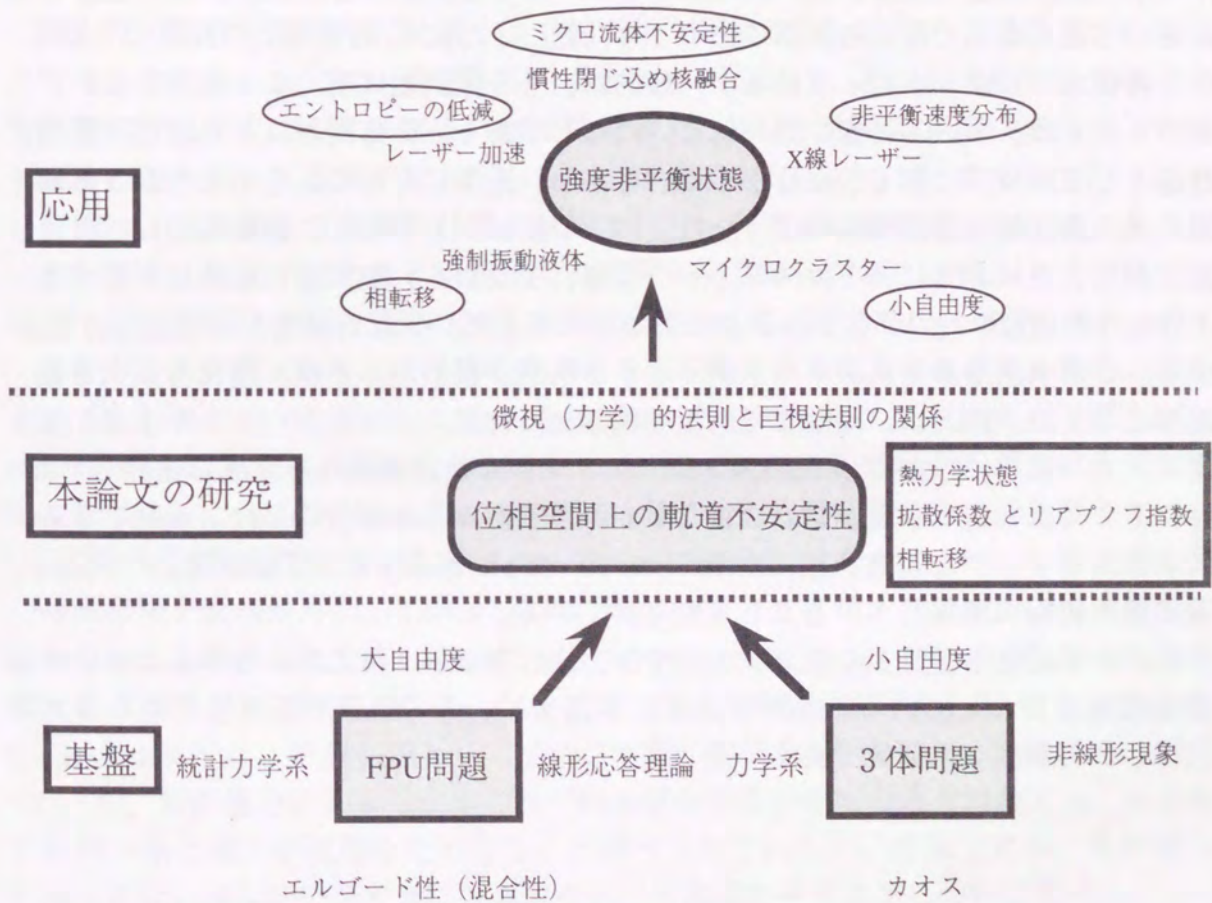 ミクロ流体不安定性
慣性閉じ込め核融合
エントロピーの低減
非平衡速度分布
レーザー加速
X線レーザー
強度非平衡状態
応用
強制振動液体
マイクロクラスター
相転移
小自由度
微視（力学）的法則と巨視法則の関係
本論文の研究
位相空間上の軌道不安定性
熱力学状態
拡散係数 とリアプノフ指数
相転移
大自由度
小自由度
基盤
統計力学系
FPU問題
線形応答理論
力学系
3体問題
非線形現象
エルゴード性（混合性）
カオス